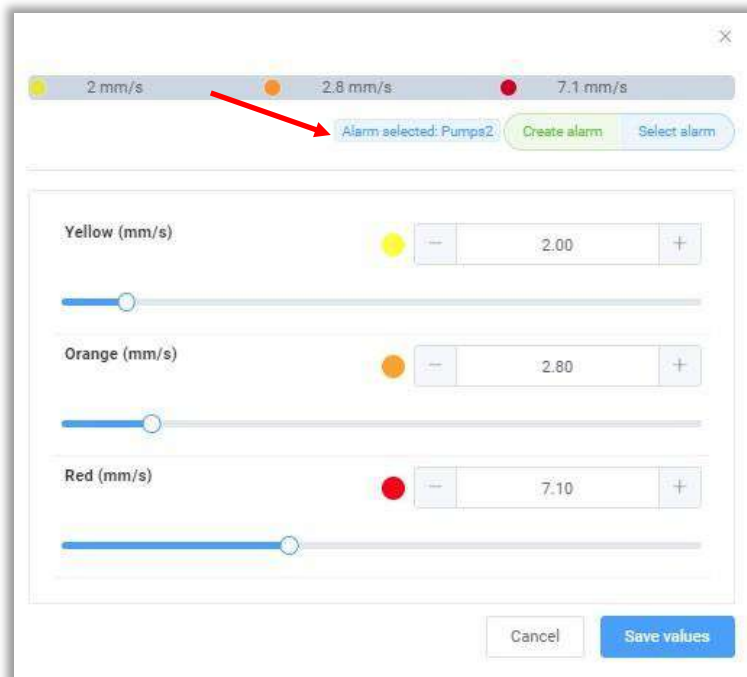 2 mm/s 2.8 mm/s 7.1 mm/s
Alarm selected: Pumps2 Create alarm Select alarm
Yellow (mm/s) 2.00
Orange (mm/s) 2.80
Red (mm/s) 7.10
Cancel Save values